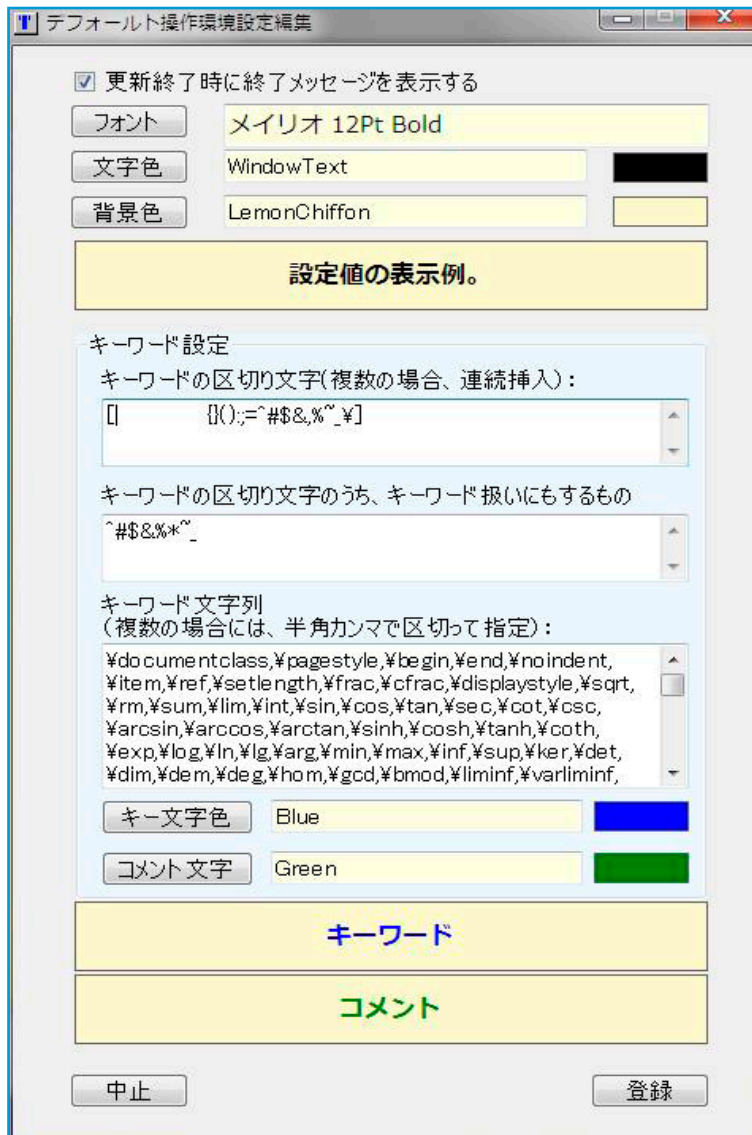 デフォールト操作環境設定編集
更新終了時に終了メッセージを表示する
フォント メイリオ 12Pt Bold
文字色 WindowText
背景色 LemonChiffon
設定値の表示例。
キーワード設定
キーワードの区切り文字(複数の場合、連続挿入):
[| {}():;=^#$&,%~_¥]
キーワードの区切り文字のうち、キーワード扱いにもするもの
^#$&%*~_
キーワード文字列
(複数の場合には、半角カンマで区切って指定):
¥documentclass,¥pagestyle,¥begin,¥end,¥noindent,
¥item,¥ref,¥setlength,¥frac,¥cfrac,¥displaystyle,¥sqrt,
¥rm,¥sum,¥lim,¥int,¥sin,¥cos,¥tan,¥sec,¥cot,¥csc,
¥arcsin,¥arccos,¥arctan,¥sinh,¥cosh,¥tanh,¥coth,
¥exp,¥log,¥ln,¥lg,¥arg,¥min,¥max,¥inf,¥sup,¥ker,¥det,
¥dim,¥dem,¥deg,¥hom,¥gcd,¥bmod,¥liminf,¥varliminf,
キー文字色 Blue
コメント文字 Green
キーワード
コメント
中止 登録